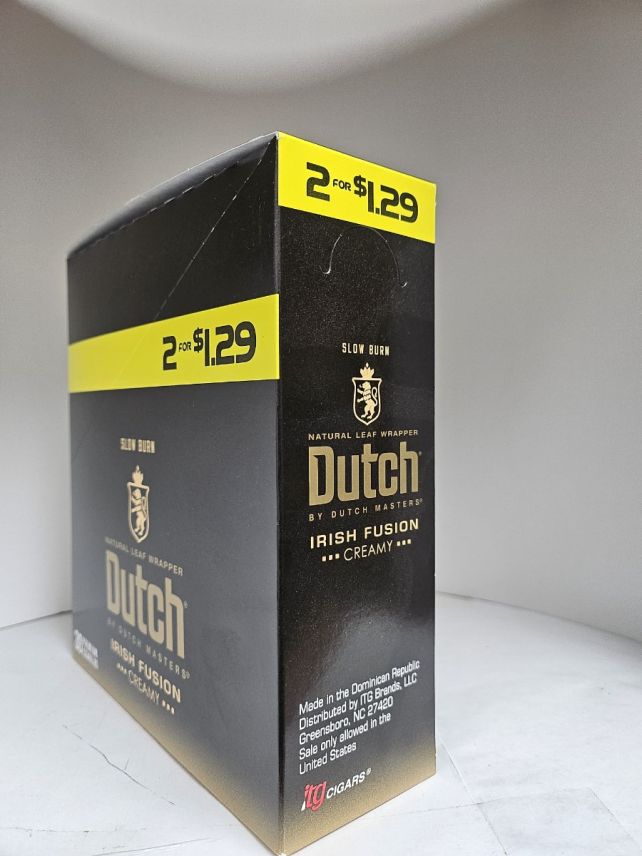 2 FOR $1.29
SLOW BURN
NATURAL LEAF WRAPPER
Dutch
BY DUTCH MASTERS®
IRISH FUSION
CREAMY
2 FOR $1.29
SLOW BURN
NATURAL LEAF WRAPPER
Dutch®
BY DUTCH MASTERS®
IRISH FUSION
CREAMY
Made in the Dominican Republic
Distributed by ITG Brands, LLC
Greensboro, NC 27420
Sale only allowed in the
United States
itg CIGARS®